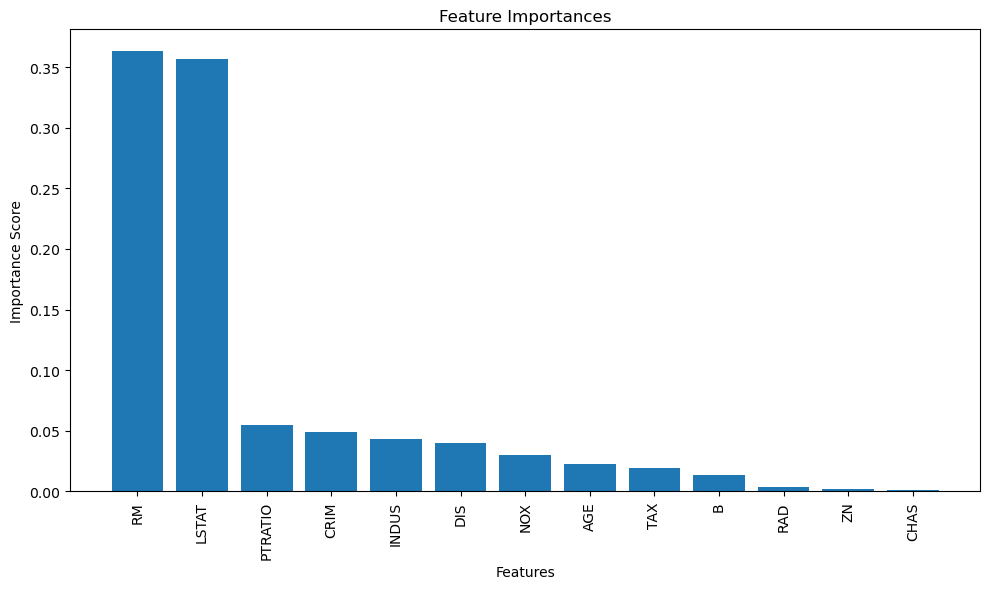 Feature Importances
Importance Score
0.35
0.30
0.25
0.20
0.15
0.10
0.05
0.00
RM
LSTAT
PTRATIO
CRIM
INDUS
DIS
NOX
AGE
TAX
B
RAD
ZN
CHAS
Features